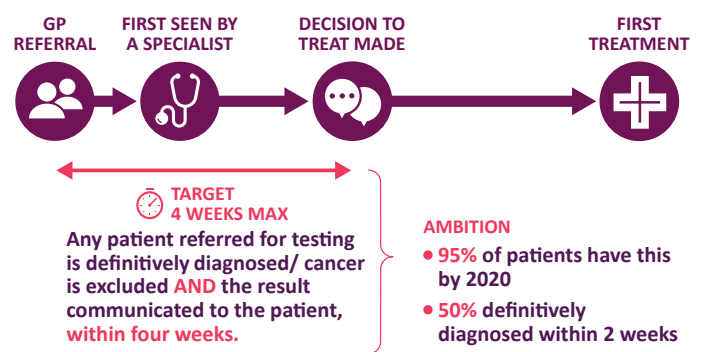 GP
REFERRAL
FIRST SEEN BY
A SPECIALIST
DECISION TO
TREAT MADE
FIRST
TREATMENT
TARGET
4 WEEKS MAX
Any patient referred for testing
is definitively diagnosed/ cancer
is excluded AND the result
communicated to the patient,
within four weeks.
AMBITION
• 95% of patients have this
by 2020
• 50% definitively
diagnosed within 2 weeks